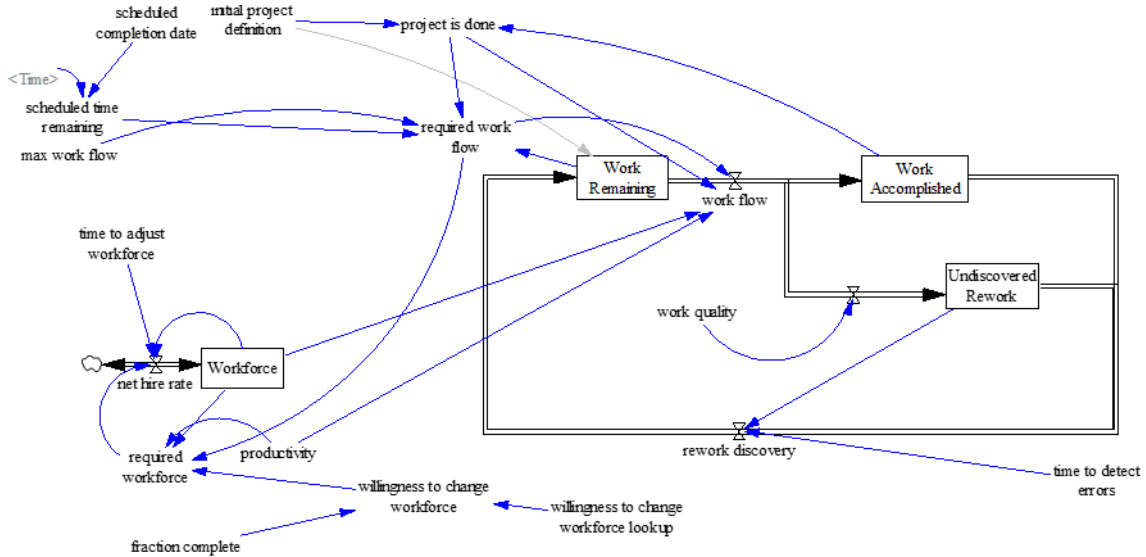 scheduled
completion date
initial project
definition
project is done
<Time>
scheduled time
remaining
max work flow
required work
flow
Work
Remaining
work flow
Work
Accomplished
time to adjust
workforce
Undiscovered
Rework
work quality
Workforce
net hire rate
required
workforce
productivity
rework discovery
time to detect
errors
willingness to change
workforce
willingness to change
workforce lookup
fraction complete